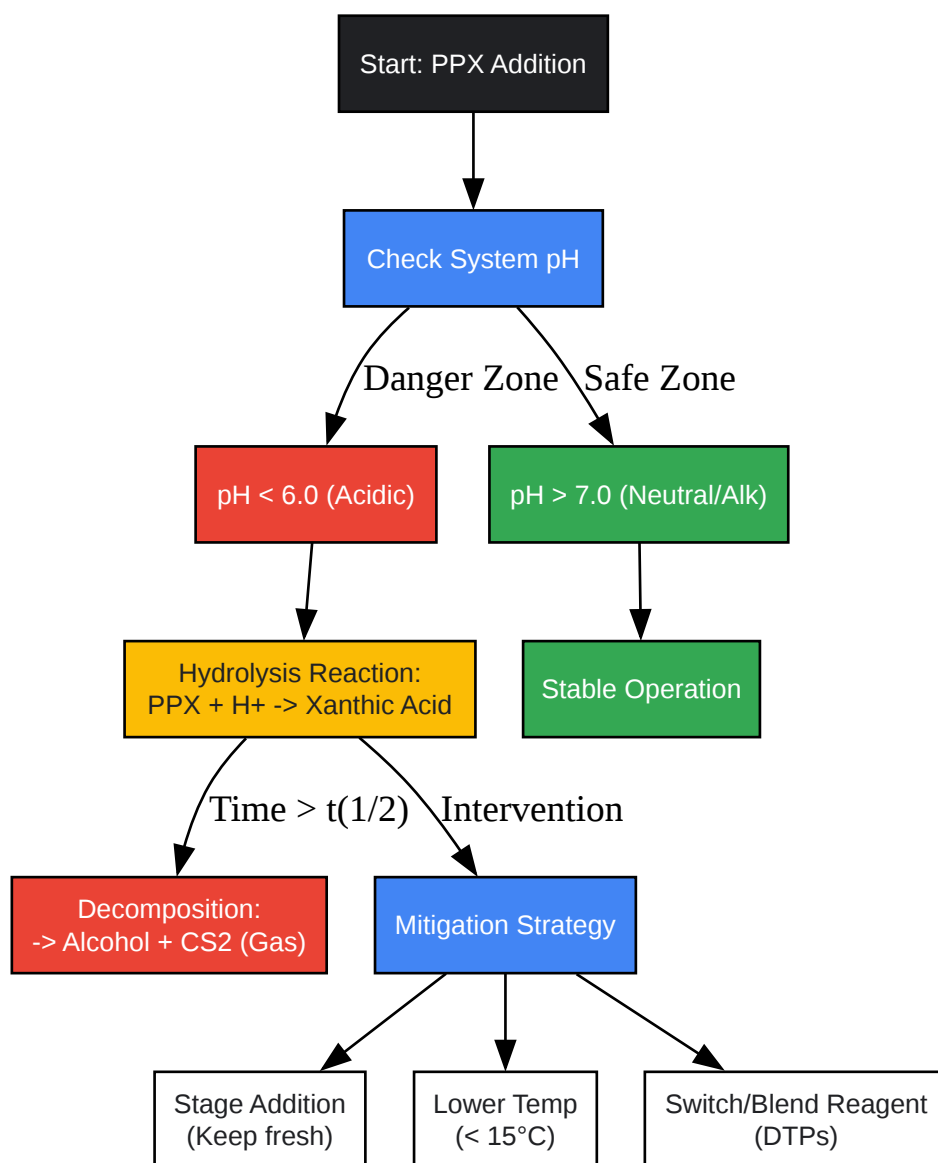 Start: PPX Addition
Check System pH
Danger Zone
Safe Zone
pH < 6.0 (Acidic)
pH > 7.0 (Neutral/Alk)
Hydrolysis Reaction:
PPX + H+ -> Xanthic Acid
Stable Operation
Time > t(1/2)
Intervention
Decomposition:
-> Alcohol + CS2 (Gas)
Mitigation Strategy
Stage Addition
(Keep fresh)
Lower Temp
(< 15°C)
Switch/Blend Reagent
(DTPs)